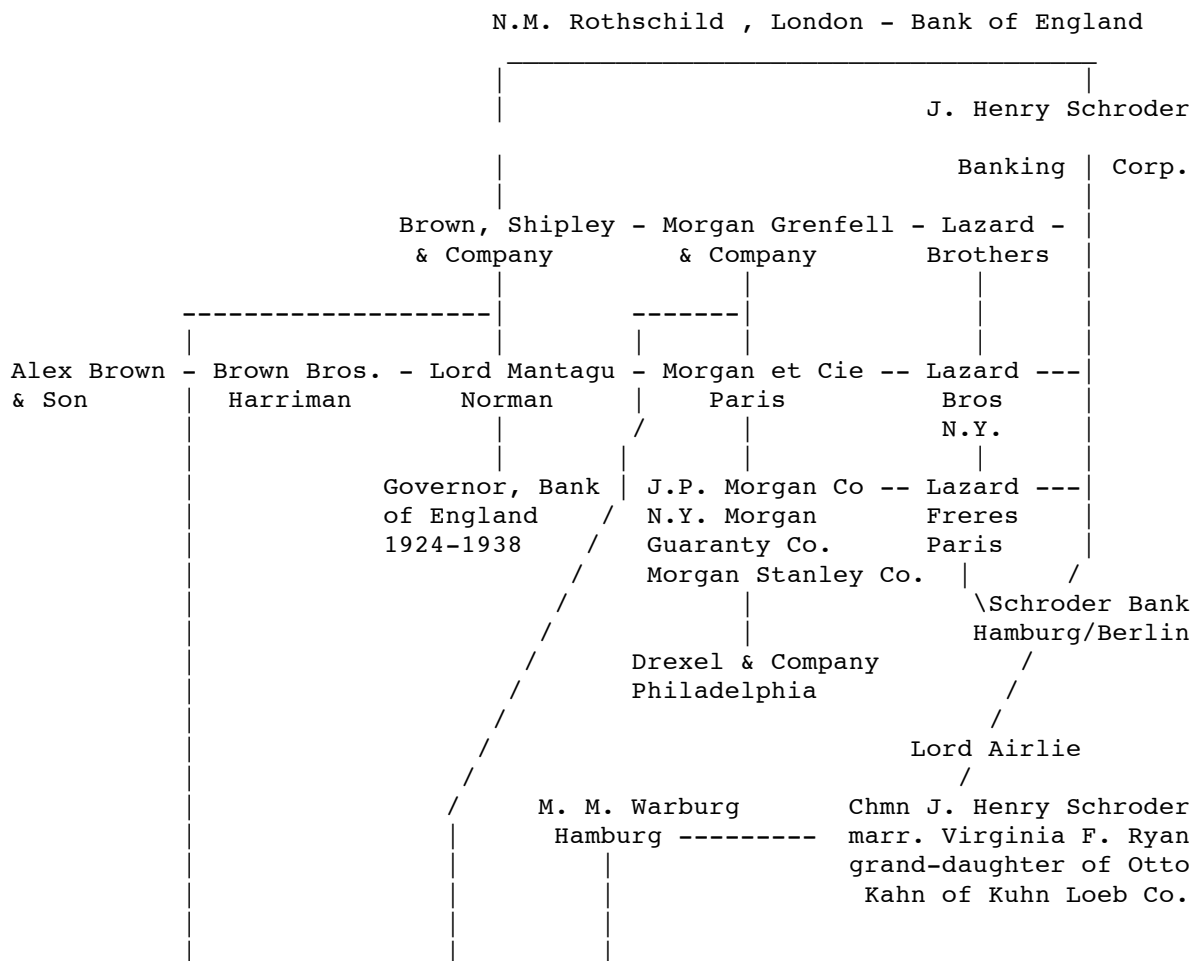 N.M. Rothschild , London - Bank of England
J. Henry Schroder
Banking | Corp.
Brown, Shipley - Morgan Grenfell - Lazard -
& Company & Company Brothers
Alex Brown - Brown Bros. - Lord Mantagu - Morgan et Cie -- Lazard ---
& Son Harriman Norman Paris Bros
N.Y.
Governor, Bank J.P. Morgan Co -- Lazard ---
of England N.Y. Morgan Freres
1924-1938 Guaranty Co. Paris
Morgan Stanley Co.
\Schroder Bank
Hamburg/Berlin
Drexel & Company
Philadelphia
Lord Airlie
M. M. Warburg Chmn J. Henry Schroder
Hamburg --------- marr. Virginia F. Ryan
grand-daughter of Otto
Kahn of Kuhn Loeb Co.